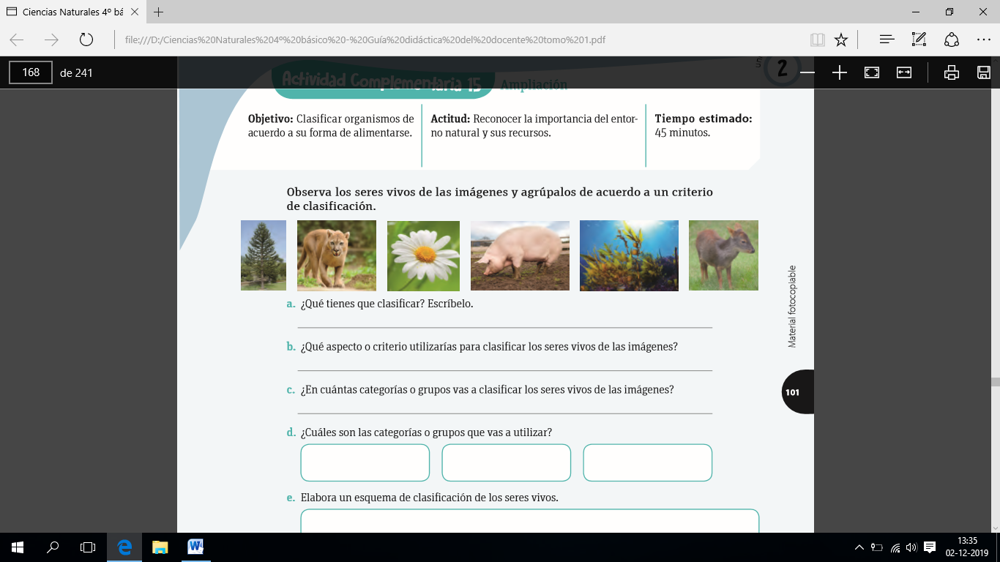 Ciencias Naturales 4º bá
file:///D:/Ciencias%20Naturales%204º%20básico%20-%20Guía%20didáctica%20del%20docente%20tomo%201.pdf
168 de 241
2
Actividad Complementaria 15 Ampliación
Objetivo: Clasificar organismos de
acuerdo a su forma de alimentarse.
Actitud: Reconocer la importancia del entor-
no natural y sus recursos.
Tiempo estimado:
45 minutos.
Observa los seres vivos de las imágenes y agrúpalos de acuerdo a un criterio
de clasificación.
a. ¿Qué tienes que clasificar? Escríbelo.
b. ¿Qué aspecto o criterio utilizarías para clasificar los seres vivos de las imágenes?
c. ¿En cuántas categorías o grupos vas a clasificar los seres vivos de las imágenes?
d. ¿Cuáles son las categorías o grupos que vas a utilizar?
e. Elabora un esquema de clasificación de los seres vivos.
Material fotocopiable
101
13:35
02-12-2019